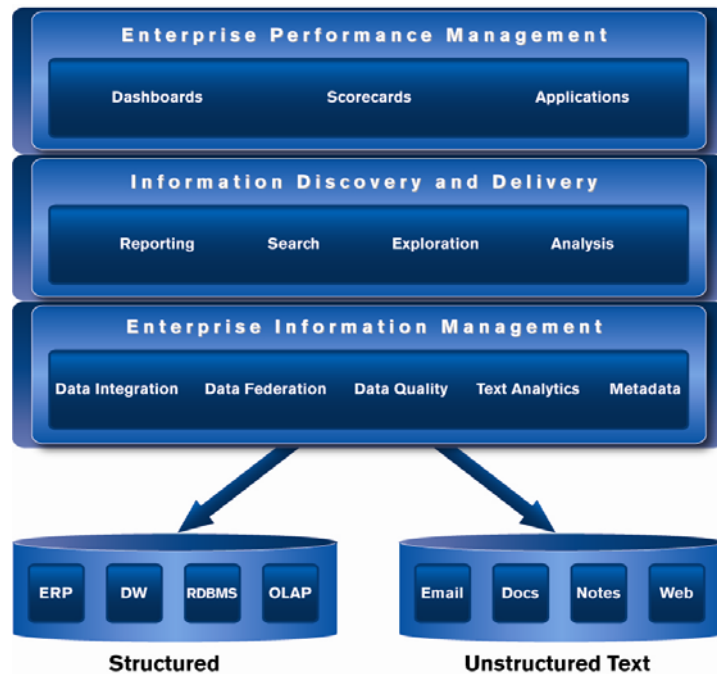 Enterprise Performance Management
Dashboards Scorecards Applications
Information Discovery and Delivery
Reporting Search Exploration Analysis
Enterprise Information Management
Data Integration Data Federation Data Quality Text Analytics Metadata
ERP DW RDBMS OLAP Email Docs Notes Web
Structured Unstructured Text